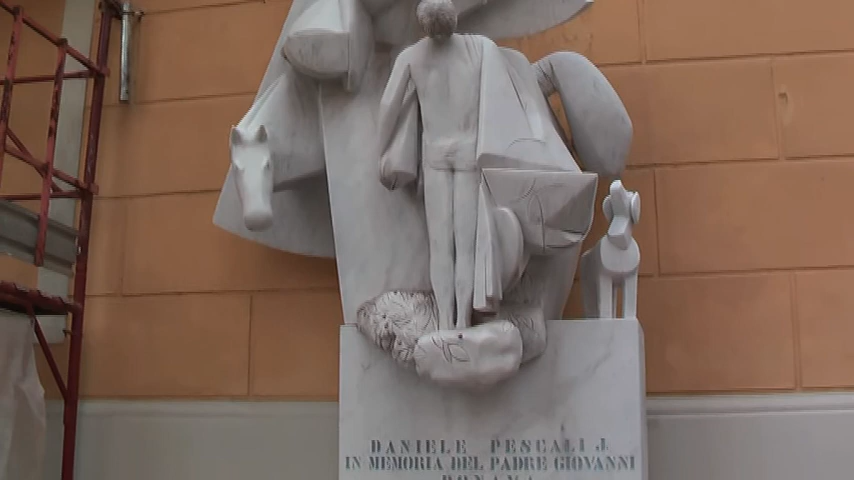 DANIELE PESCALI J.
IN MEMORIA DEL PADRE GIOVANNI